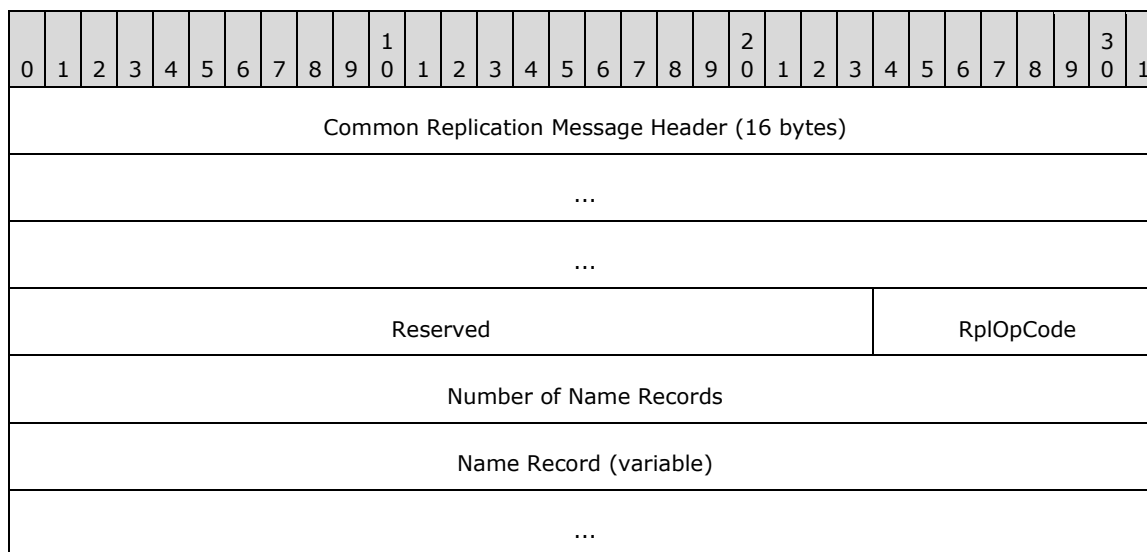 1 2 3
0 1 2 3 4 5 6 7 8 9 0 1 2 3 4 5 6 7 8 9 0 1 2 3 4 5 6 7 8 9 0 1
Common Replication Message Header (16 bytes)
...
...
Reserved RplOpCode
Number of Name Records
Name Record (variable)
...